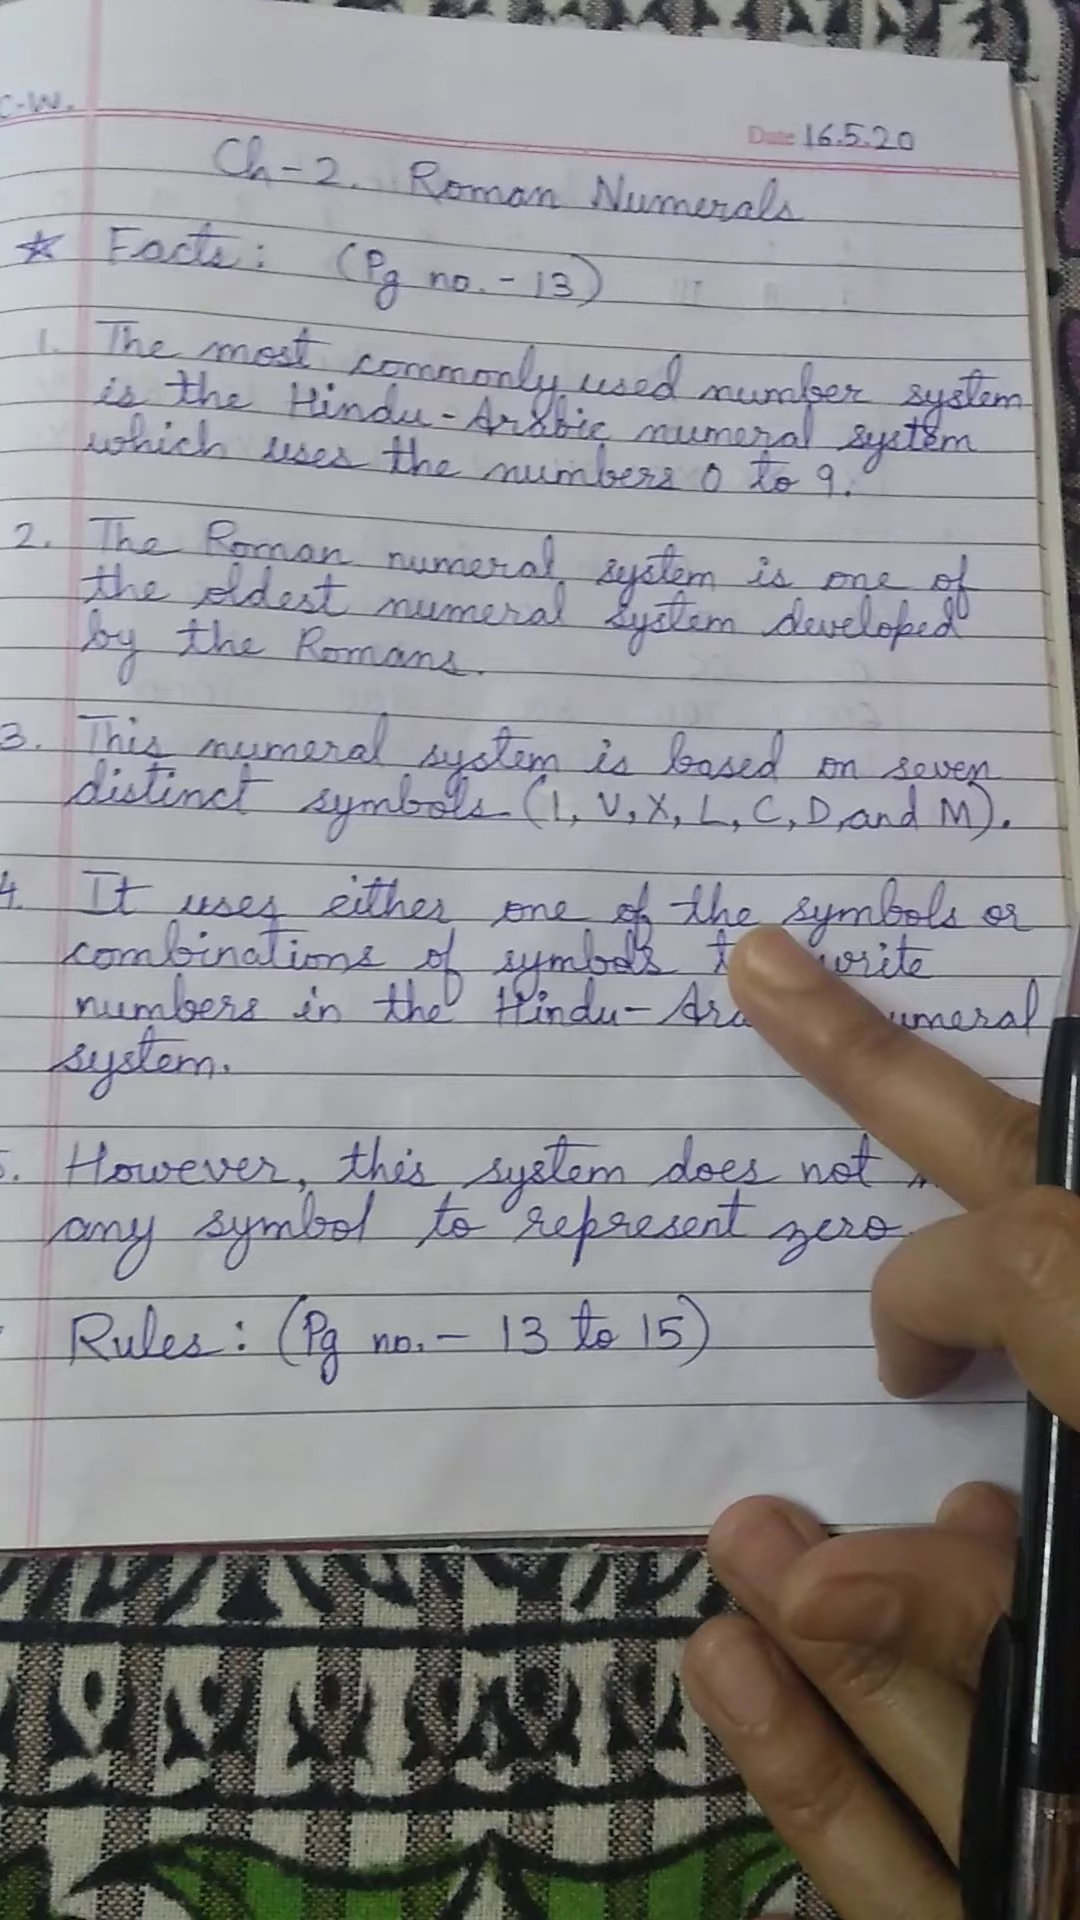 C-W.
Date 16.5.20
Ch-2. Roman Numerals
☆ Facts: (Pg no.-13)
1. The most commonly used number system
is the Hindu-Arabic numeral system
which uses the numbers 0 to 9.
2. The Roman numeral system is one of
the oldest numeral system developed
by the Romans.
3. This numeral system is based on seven
distinct symbols (I, V, X, L, C, D, and M).
4. It uses either one of the symbols or
combinations of symbols write
numbers in the Hindu-
system.
5. However, this system does not
any symbol to represent zero.
Rules: (Pg no.- 13 to 15)